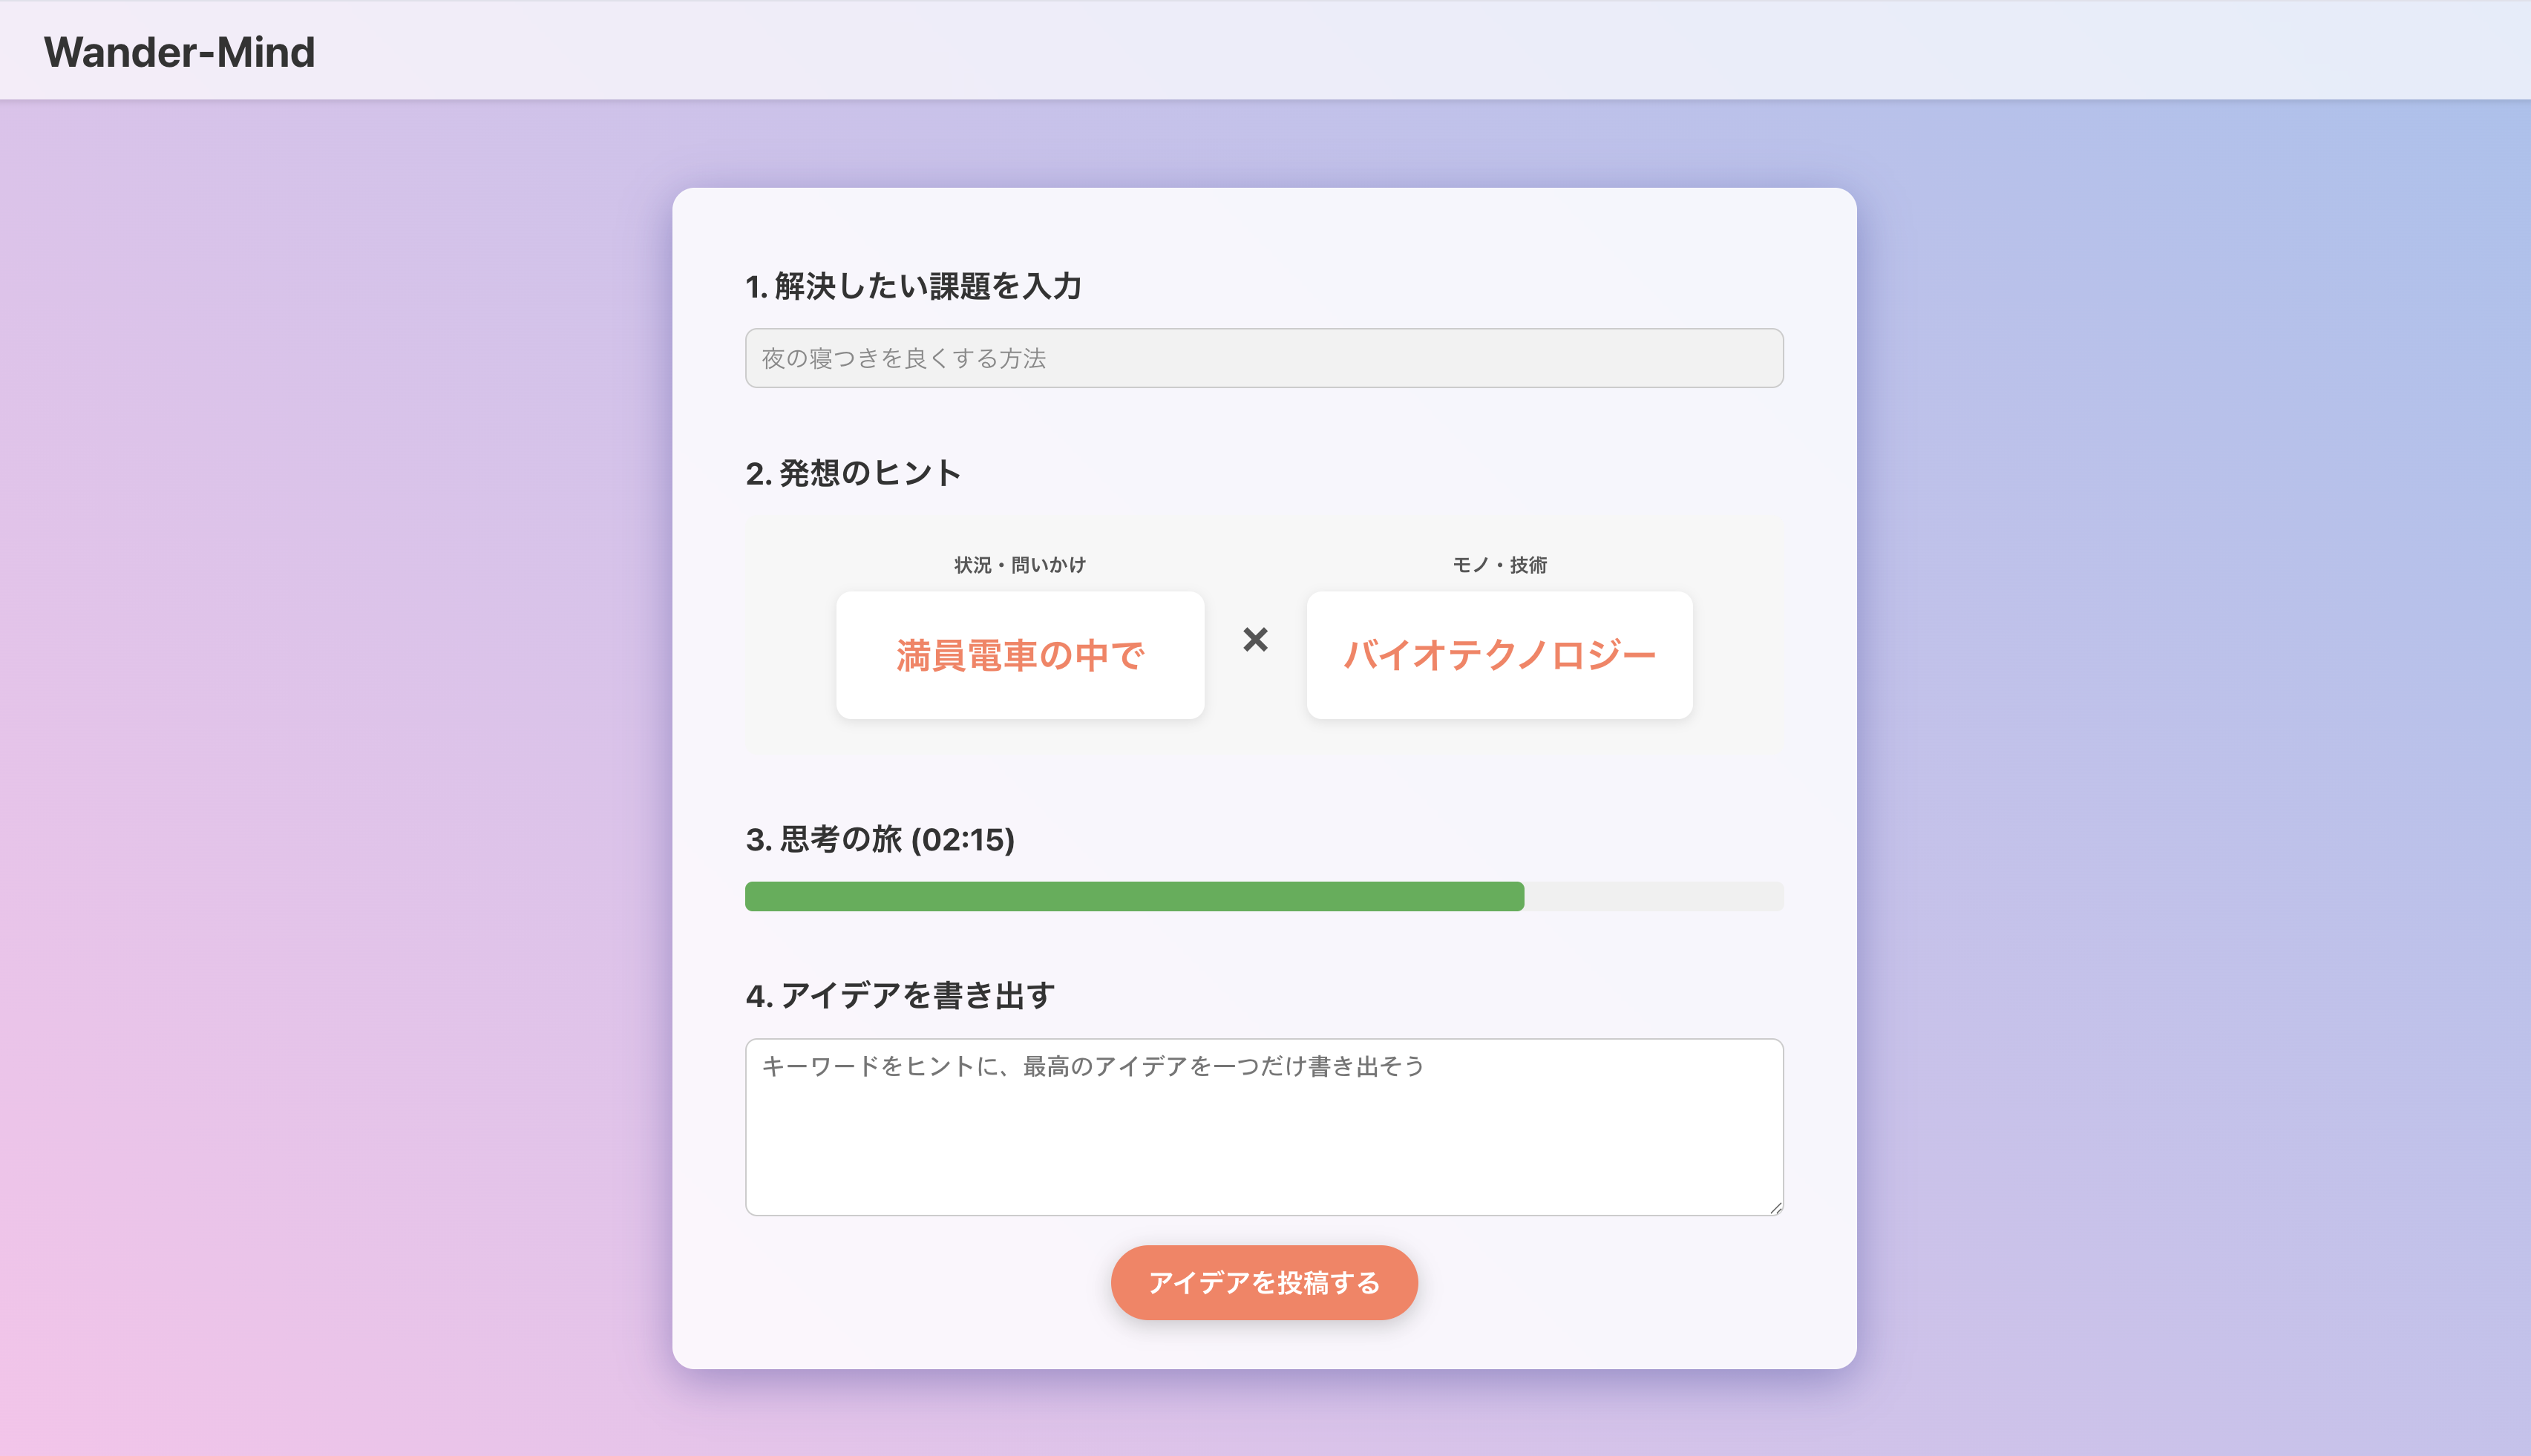 Wander-Mind
1. 解決したい課題を入力
夜の寝つきを良くする方法
2. 発想のヒント
状況・問いかけ
満員電車の中で
×
モノ・技術
バイオテクノロジー
3. 思考の旅 (02:15)
4. アイデアを書き出す
キーワードをヒントに、最高のアイデアを一つだけ書き出そう
アイデアを投稿する